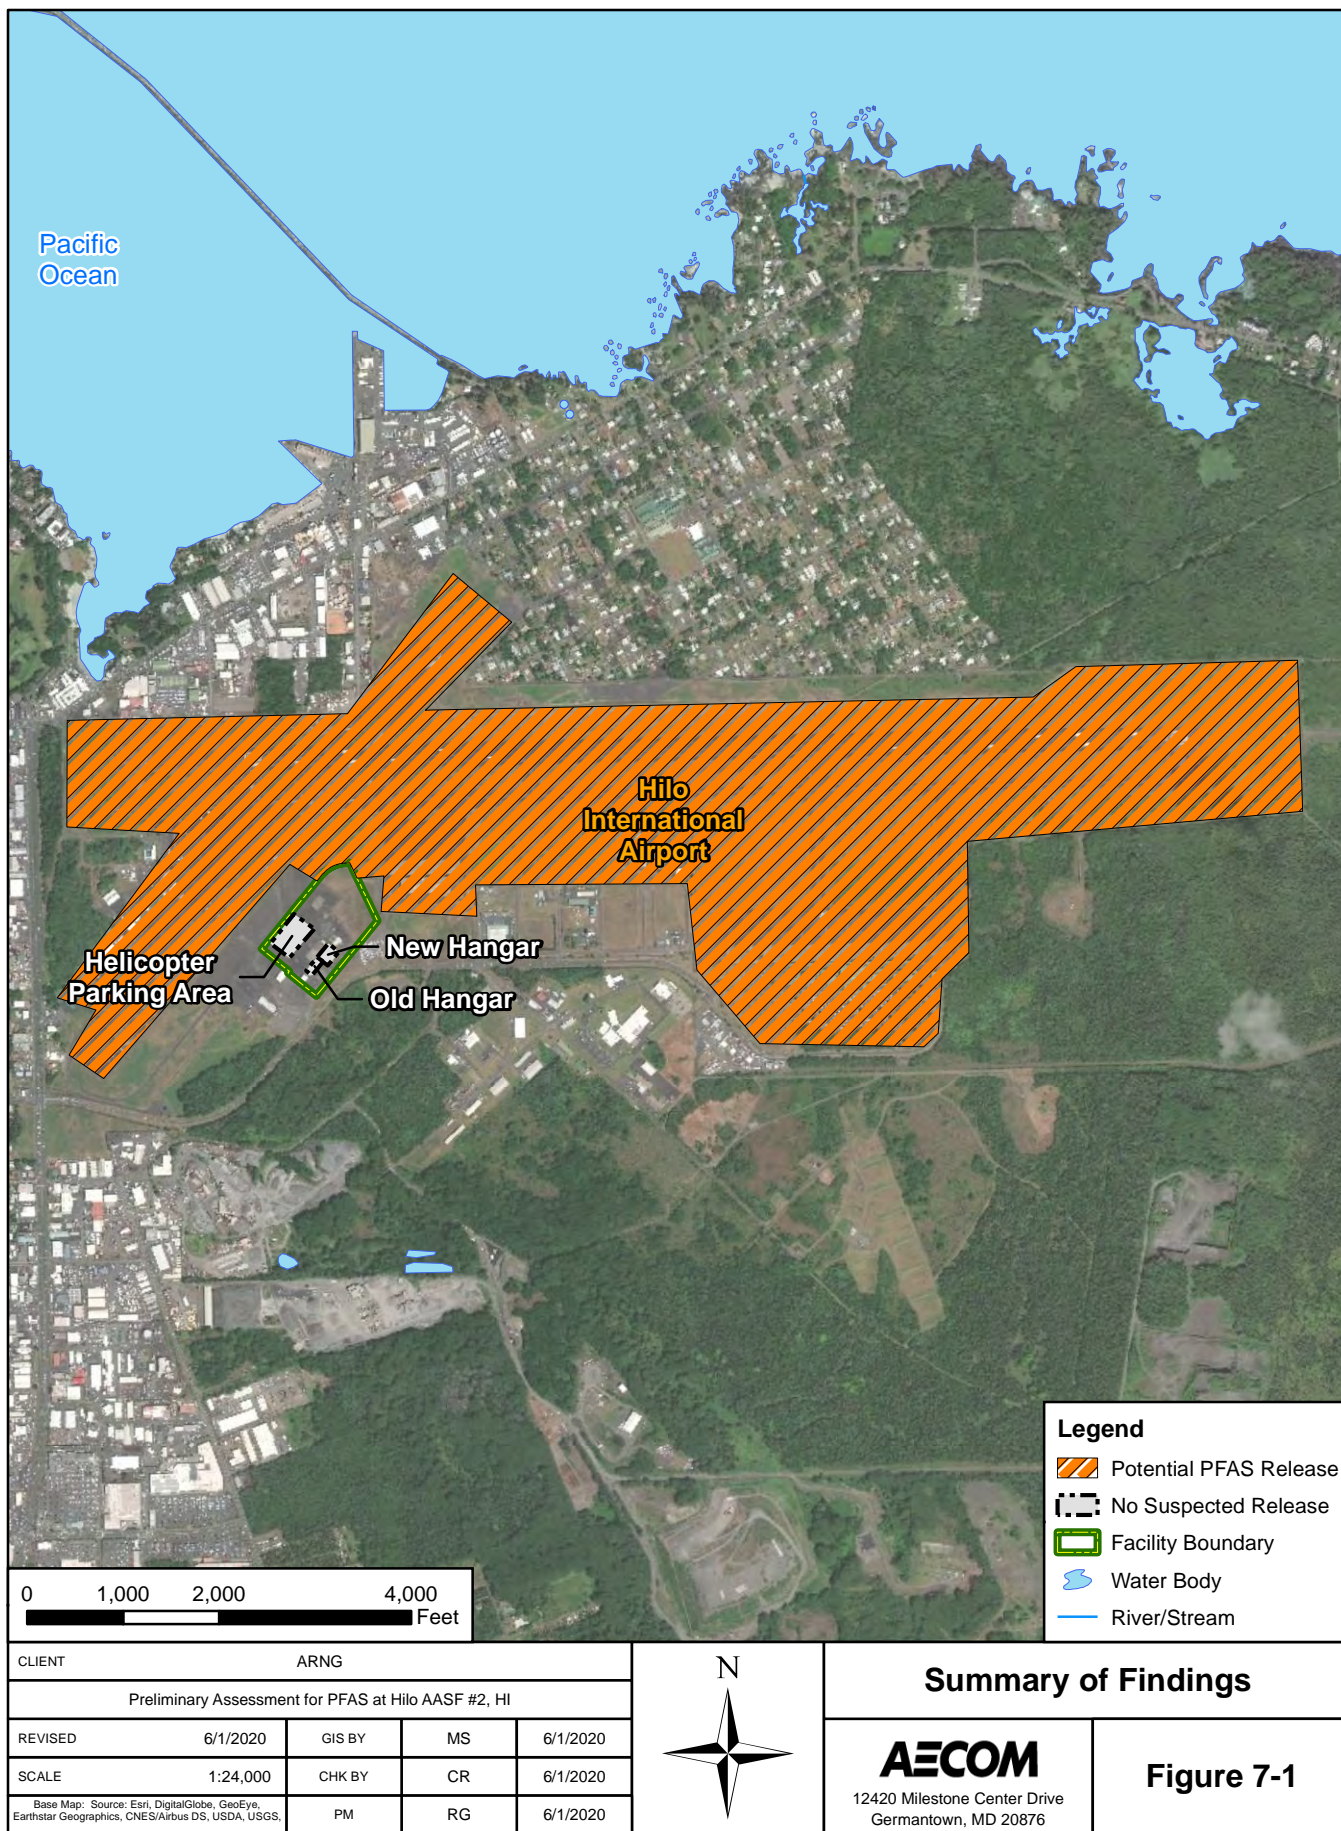 Pacific
Ocean
Hilo
International
Airport
New Hangar
Helicopter
Parking Area
Old Hangar
Legend
Potential PFAS Release
No Suspected Release
Facility Boundary
Water Body
River/Stream
0 1,000 2,000 4,000
Feet
CLIENT ARNG
Preliminary Assessment for PFAS at Hilo AASF #2, HI
REVISED 6/1/2020 GIS BY MS 6/1/2020
SCALE 1:24,000 CHK BY CR 6/1/2020
Base Map: Source: Esri, DigitalGlobe, GeoEye,
Earthstar Geographics, CNES/Airbus DS, USDA, USGS,
PM RG 6/1/2020
N
Summary of Findings
AECOM
12420 Milestone Center Drive
Germantown, MD 20876
Figure 7-1